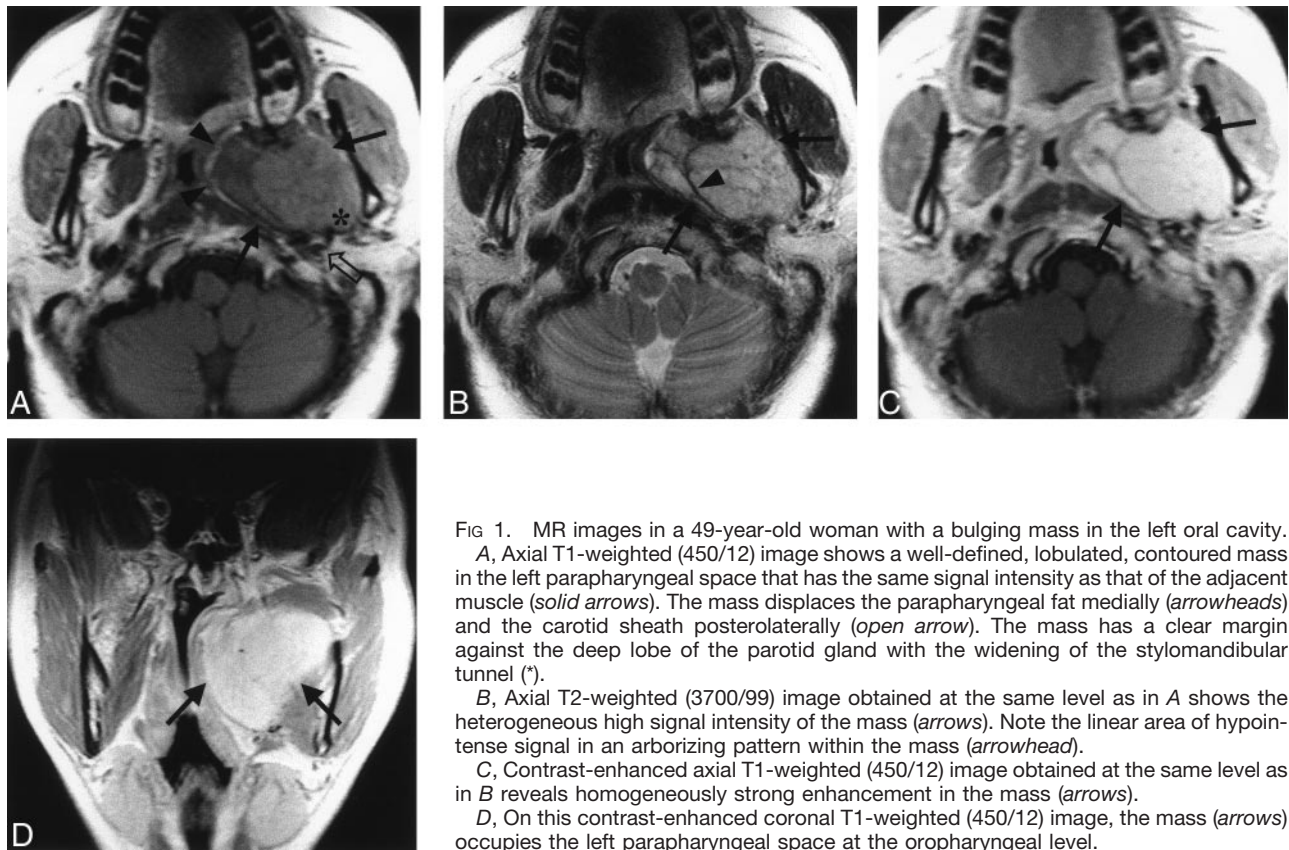 A
*
B
C
D
FIG 1. MR images in a 49-year-old woman with a bulging mass in the left oral cavity.
A, Axial T1-weighted (450/12) image shows a well-defined, lobulated, contoured mass
in the left parapharyngeal space that has the same signal intensity as that of the adjacent
muscle (solid arrows). The mass displaces the parapharyngeal fat medially (arrowheads)
and the carotid sheath posterolaterally (open arrow). The mass has a clear margin
against the deep lobe of the parotid gland with the widening of the stylomandibular
tunnel (*).
B, Axial T2-weighted (3700/99) image obtained at the same level as in A shows the
heterogeneous high signal intensity of the mass (arrows). Note the linear area of hypoin-
tense signal in an arborizing pattern within the mass (arrowhead).
C, Contrast-enhanced axial T1-weighted (450/12) image obtained at the same level as
in B reveals homogeneously strong enhancement in the mass (arrows).
D, On this contrast-enhanced coronal T1-weighted (450/12) image, the mass (arrows)
occupies the left parapharyngeal space at the oropharyngeal level.